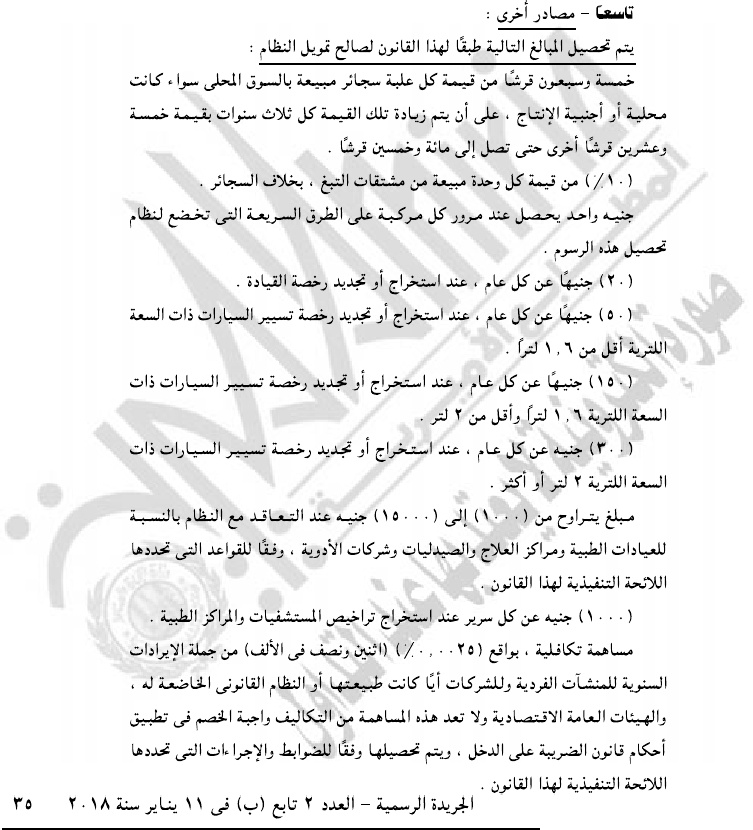 تاسعًا - مصادر أخرى :
يتم تحصيل المبالغ التالية طبقًا لهذا القانون لصالح تمويل النظام :
خمسة وسبعون قرشًا من قيمة كل علبة سجائر مبيعة بالسوق المحلى سواء كانت
محلية أو أجنبية الإنتاج ، على أن يتم زيادة تلك القيمة كل ثلاث سنوات بقيمة خمسة
وعشرين قرشًا أخرى حتى تصل إلى مائة وخمسين قرشًا .
(١٠٪) من قيمة كل وحدة مبيعة من مشتقات التبغ ، بخلاف السجائر .
جنيه واحد يحصل عند مرور كل مركبة على الطرق السريعة التى تخضع لنظام
تحصيل هذه الرسوم .
(٢٠) جنيهًا عن كل عام ، عند استخراج أو تجديد رخصة القيادة .
(٥٠) جنيهًا عن كل عام ، عند استخراج أو تجديد رخصة تسيير السيارات ذات السعة
اللترية أقل من ١,٦ لترًا .
(١٥٠) جنيهًا عن كل عام ، عند استخراج أو تجديد رخصة تسيير السيارات ذات
السعة اللترية ١,٦ لترًا وأقل من ٢ لتر .
(٣٠٠) جنيه عن كل عام ، عند استخراج أو تجديد رخصة تسيير السيارات ذات
السعة اللترية ٢ لتر أو أكثر .
مبلغ يتراوح من (١٠٠٠) إلى (١٥٠٠٠) جنيه عند التعاقد مع النظام بالنسبة
للعيادات الطبية ومراكز العلاج والصيدليات وشركات الأدوية ، وفقًا للقواعد التى تحددها
اللائحة التنفيذية لهذا القانون .
(١٠٠٠) جنيه عن كل سرير عند استخراج تراخيص المستشفيات والمراكز الطبية .
مساهمة تكافلية ، بواقع (٠,٠٠٢٥٪) (اثنين ونصف فى الألف) من جملة الإيرادات
السنوية للمنشآت الفردية وللشركات أيًا كانت طبيعتها أو النظام القانونى الخاضعة له ،
والهيئات العامة الاقتصادية ولا تعد هذه المساهمة من التكاليف واجبة الخصم فى تطبيق
أحكام قانون الضريبة على الدخل ، ويتم تحصيلها وفقًا للضوابط والإجراءات التى تحددها
اللائحة التنفيذية لهذا القانون .
الجريدة الرسمية - العدد ٢ تابع (ب) فى ١١ يناير سنة ٢٠١٨ ٣٥